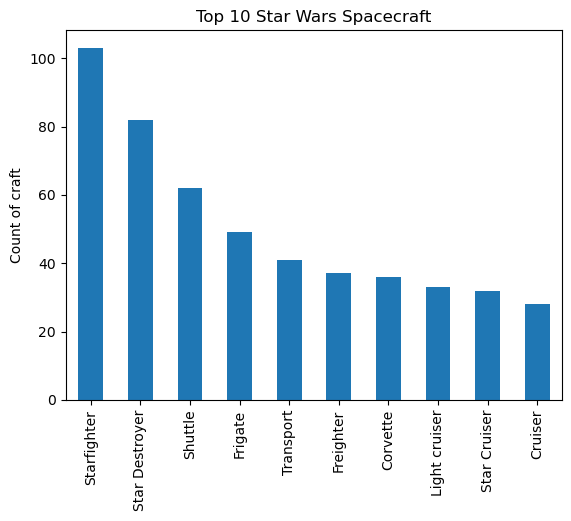 Top 10 Star Wars Spacecraft
Count of craft
100
80
60
40
20
0
Starfighter
Star Destroyer
Shuttle
Frigate
Transport
Freighter
Corvette
Light cruiser
Star Cruiser
Cruiser